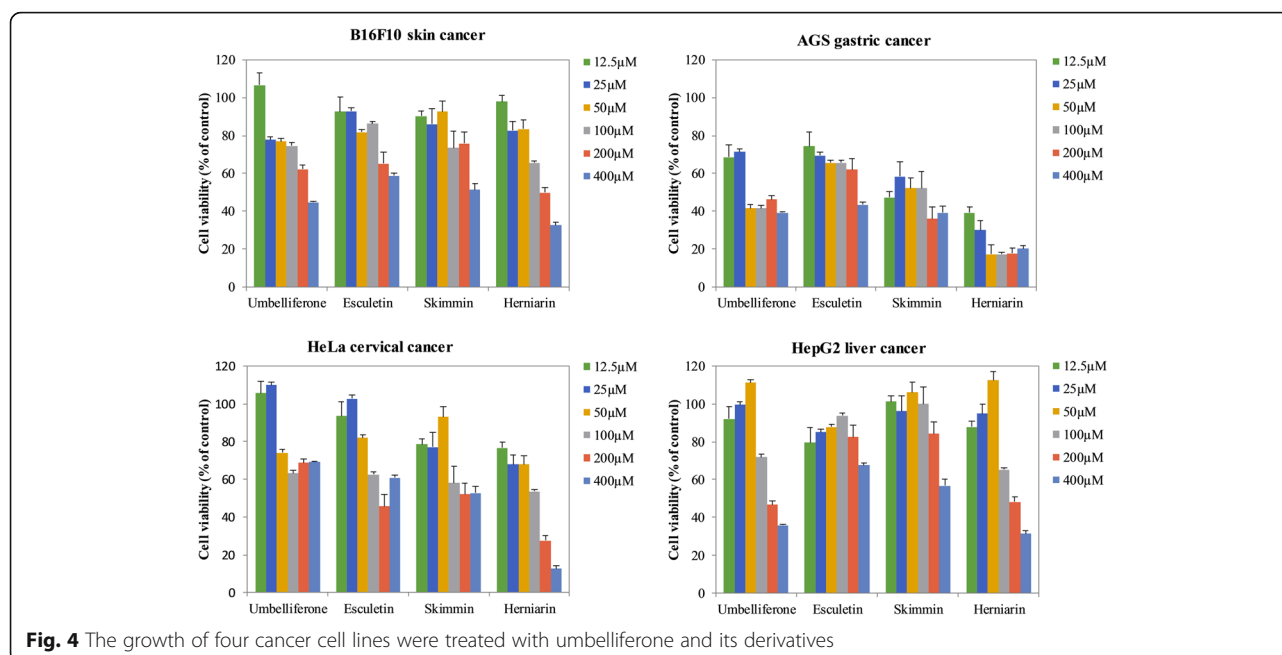 B16F10 skin cancer
Cell viability (% of control)
120
100
80
60
40
20
0
Umbelliferone Esculetin Skimmin Herniarin
12.5µM
25µM
50µM
100µM
200µM
400µM
AGS gastric cancer
Cell viability (% of control)
120
100
80
60
40
20
0
Umbelliferone Esculetin Skimmin Herniarin
12.5µM
25µM
50µM
100µM
200µM
400µM
HeLa cervical cancer
Cell viability (% of control)
120
100
80
60
40
20
0
Umbelliferone Esculetin Skimmin Herniarin
12.5µM
25µM
50µM
100µM
200µM
400µM
HepG2 liver cancer
Cell viability (% of control)
120
100
80
60
40
20
0
Umbelliferone Esculetin Skimmin Herniarin
12.5µM
25µM
50µM
100µM
200µM
400µM
Fig. 4 The growth of four cancer cell lines were treated with umbelliferone and its derivatives